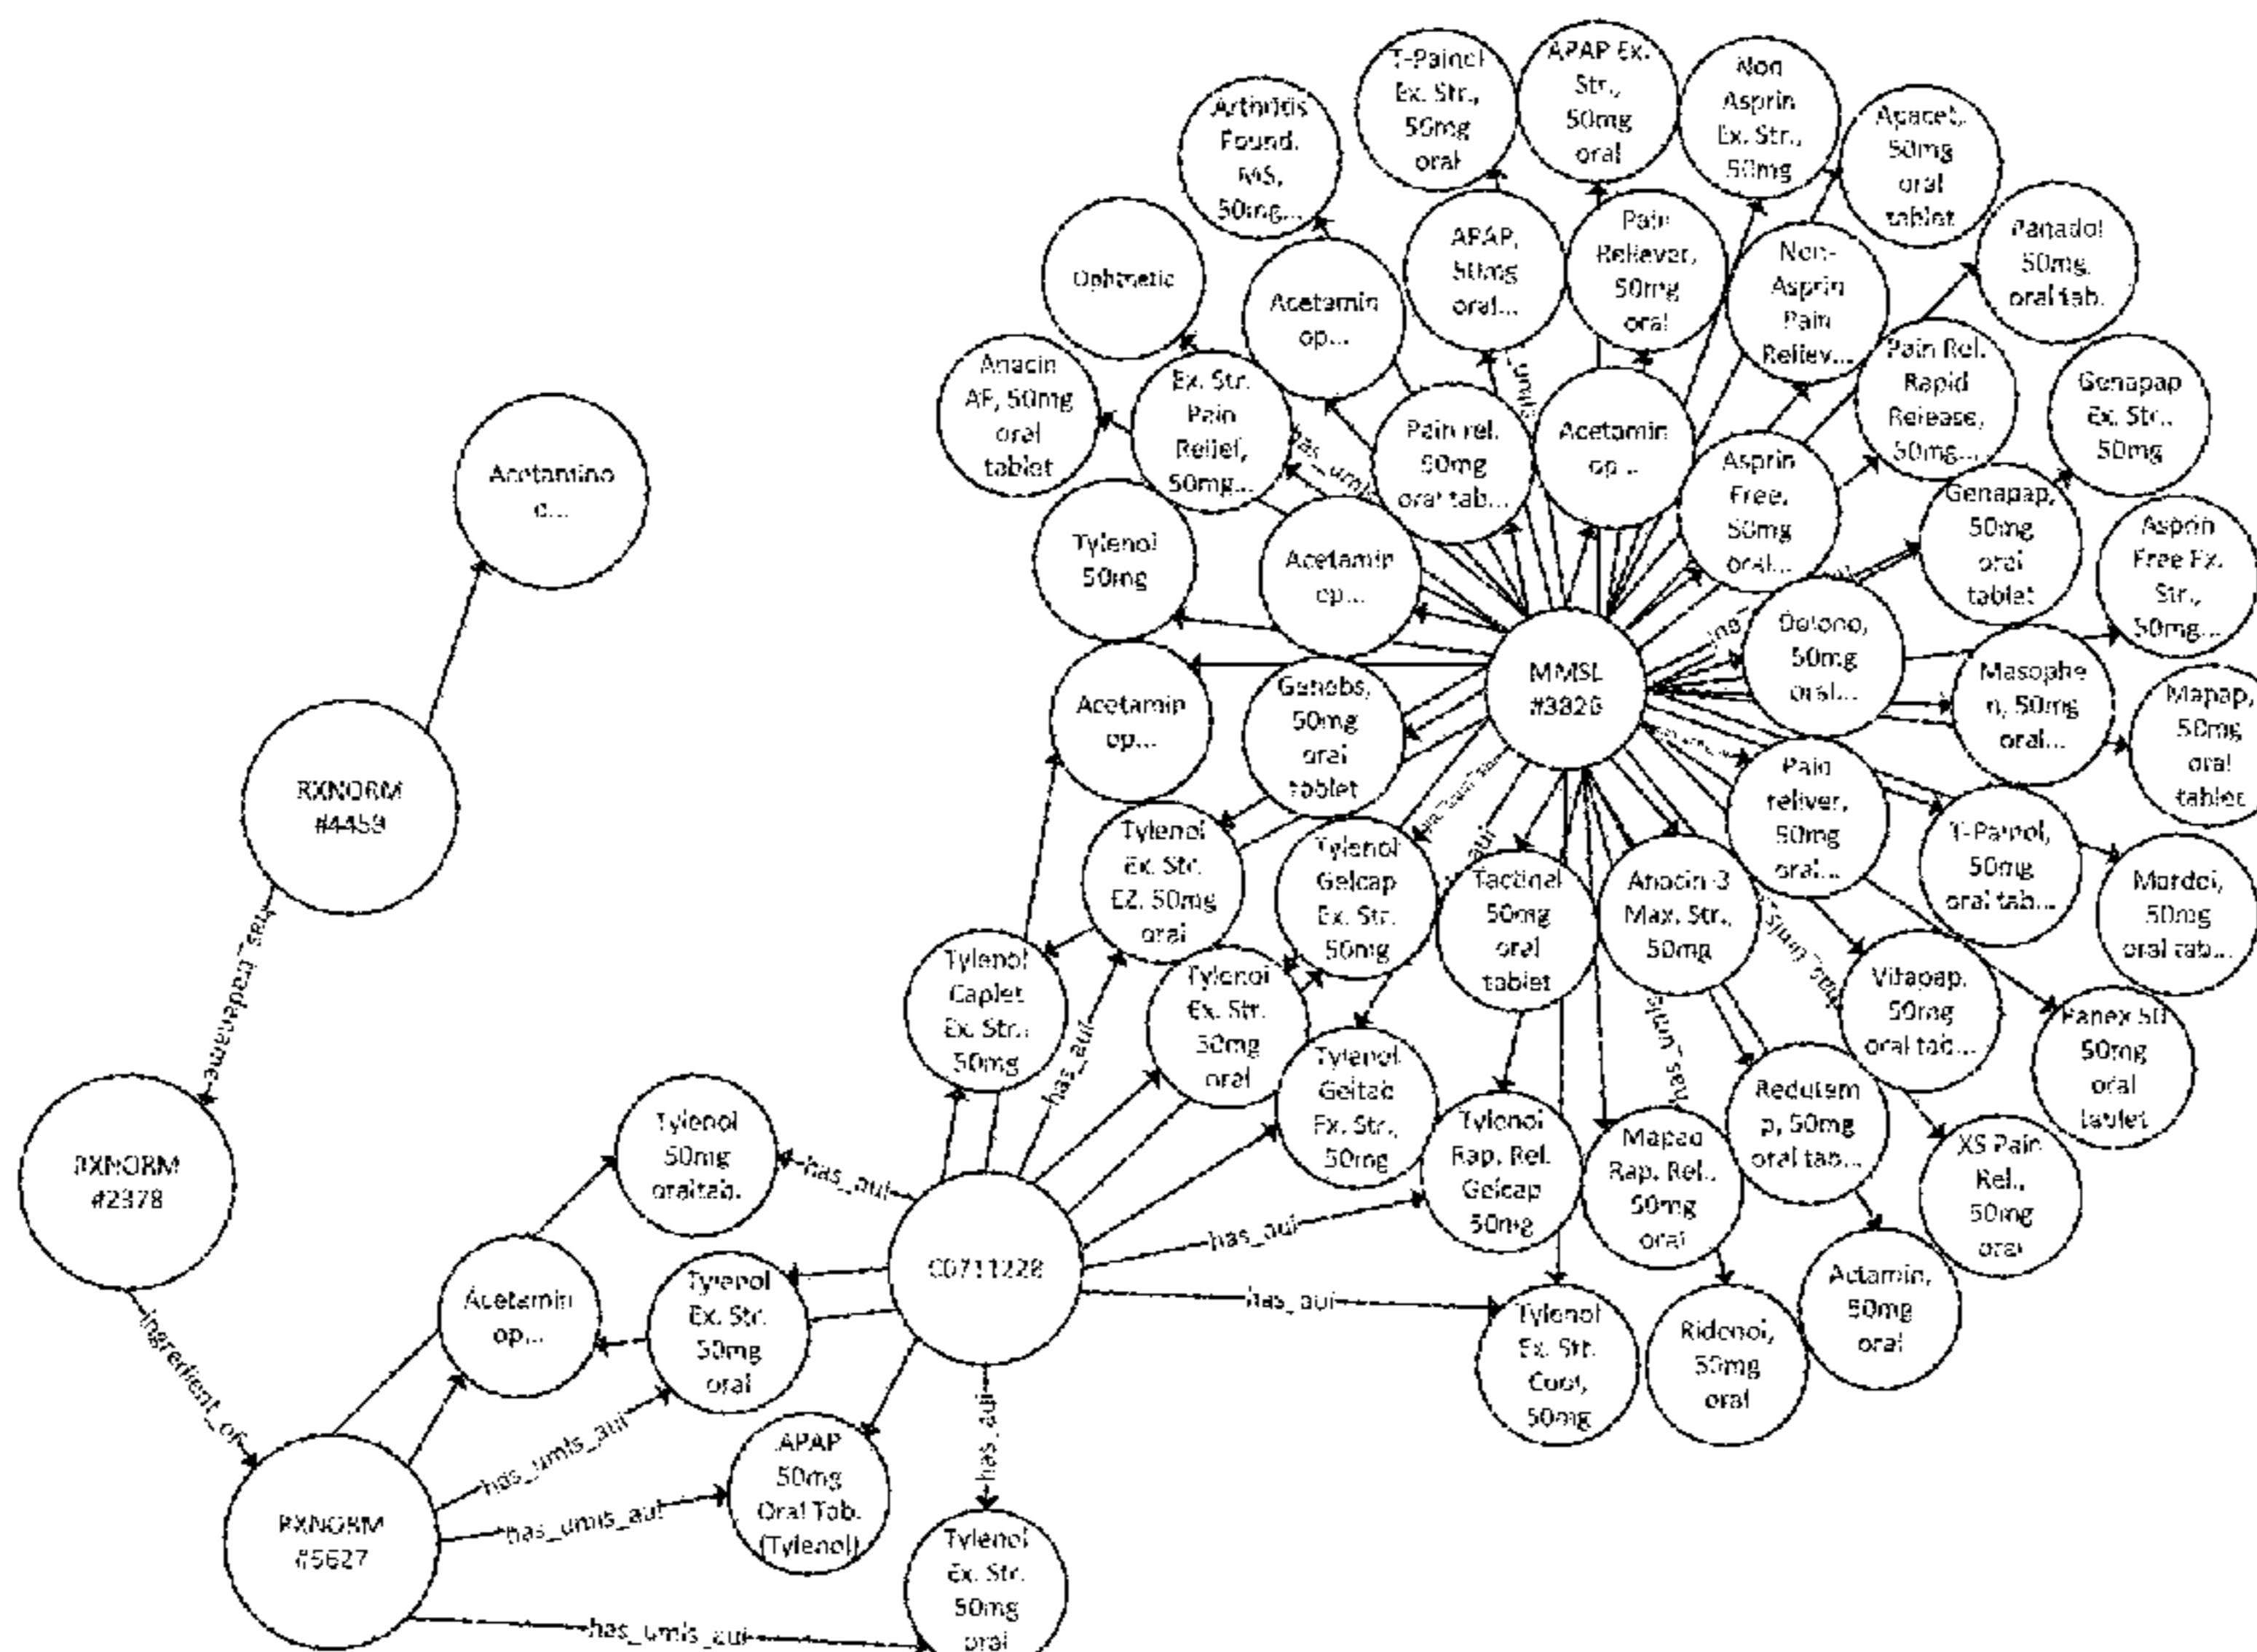 T-Painol
Ex. Str.,
50mg
oral
APAP Ex.
Str.,
50mg
oral
Non
Asprin
Ex. Str.,
50mg
Arthritis
Found.
MS,
50mg...
Apacet,
50mg
oral
tablet
Panadol
50mg
oral tab.
APAP,
50mg
oral...
Pain
Reliever,
50mg
oral
Non-
Asprin
Pain
Reliev...
Acetamin
op...
Anacin
AF, 50mg
oral
tablet
Ex. Str.
Pain
Relief,
50mg...
Pain rel.
50mg
oral tab...
Acetamin
op...
Asprin
Free,
50mg
oral...
Pain Rel.
Rapid
Release,
50mg...
Genapap
Ex. Str.,
50mg
Genapap,
50mg
oral
tablet
Asprin
Free Ex.
Str.,
50mg...
Acetamino
p...
Tylenol
50mg
Acetamin
op...
Acetamin
op...
Genebs,
50mg
oral
tablet
MMSL
#3826
50mg
oral...
Masophe
n, 50mg
oral...
Mapap,
50mg
oral
tablet
RXNORM
#4459
Tylenol
Ex. Str.
EZ, 50mg
oral
Tylenol
Gelcap
Ex. Str.
50mg
Tactinal
50mg
oral
tablet
Anacin-3
Max. Str.,
50mg
Pain
reliver,
50mg
oral...
T-Painol,
50mg
oral tab...
50mg
oral tab...
Tylenol
Caplet
Ex. Str.,
50mg
has_aui
Tylenol
Ex. Str.
50mg
oral
Tylenol
Geltab
Ex. Str.,
50mg
Tylenol
Rap. Rel.
Gelcap
50mg
Mapap
Rap. Rel.,
50mg
oral
Redutem
p, 50mg
oral tab...
Vitapap,
50mg
oral tab...
Panex 50
50mg
oral
tablet
XS Pain
Rel.,
50mg
oral
has_tradename
RXNORM
#2378
Tylenol
50mg
oral tab.
has_aui
C0711228
has_aui
has_aui
Tylenol
Ex. Str.
Cool,
50mg
Ridenol,
50mg
oral
Actamin,
50mg
oral
ingredient_of
Acetamin
op...
Tylenol
Ex. Str.
50mg
oral
has_umls_aui
has_umls_aui
APAP
50mg
Oral Tab.
(Tylenol)
has_aui
RXNORM
#5627
has_umls_aui
Tylenol
Ex. Str.
50mg
oral